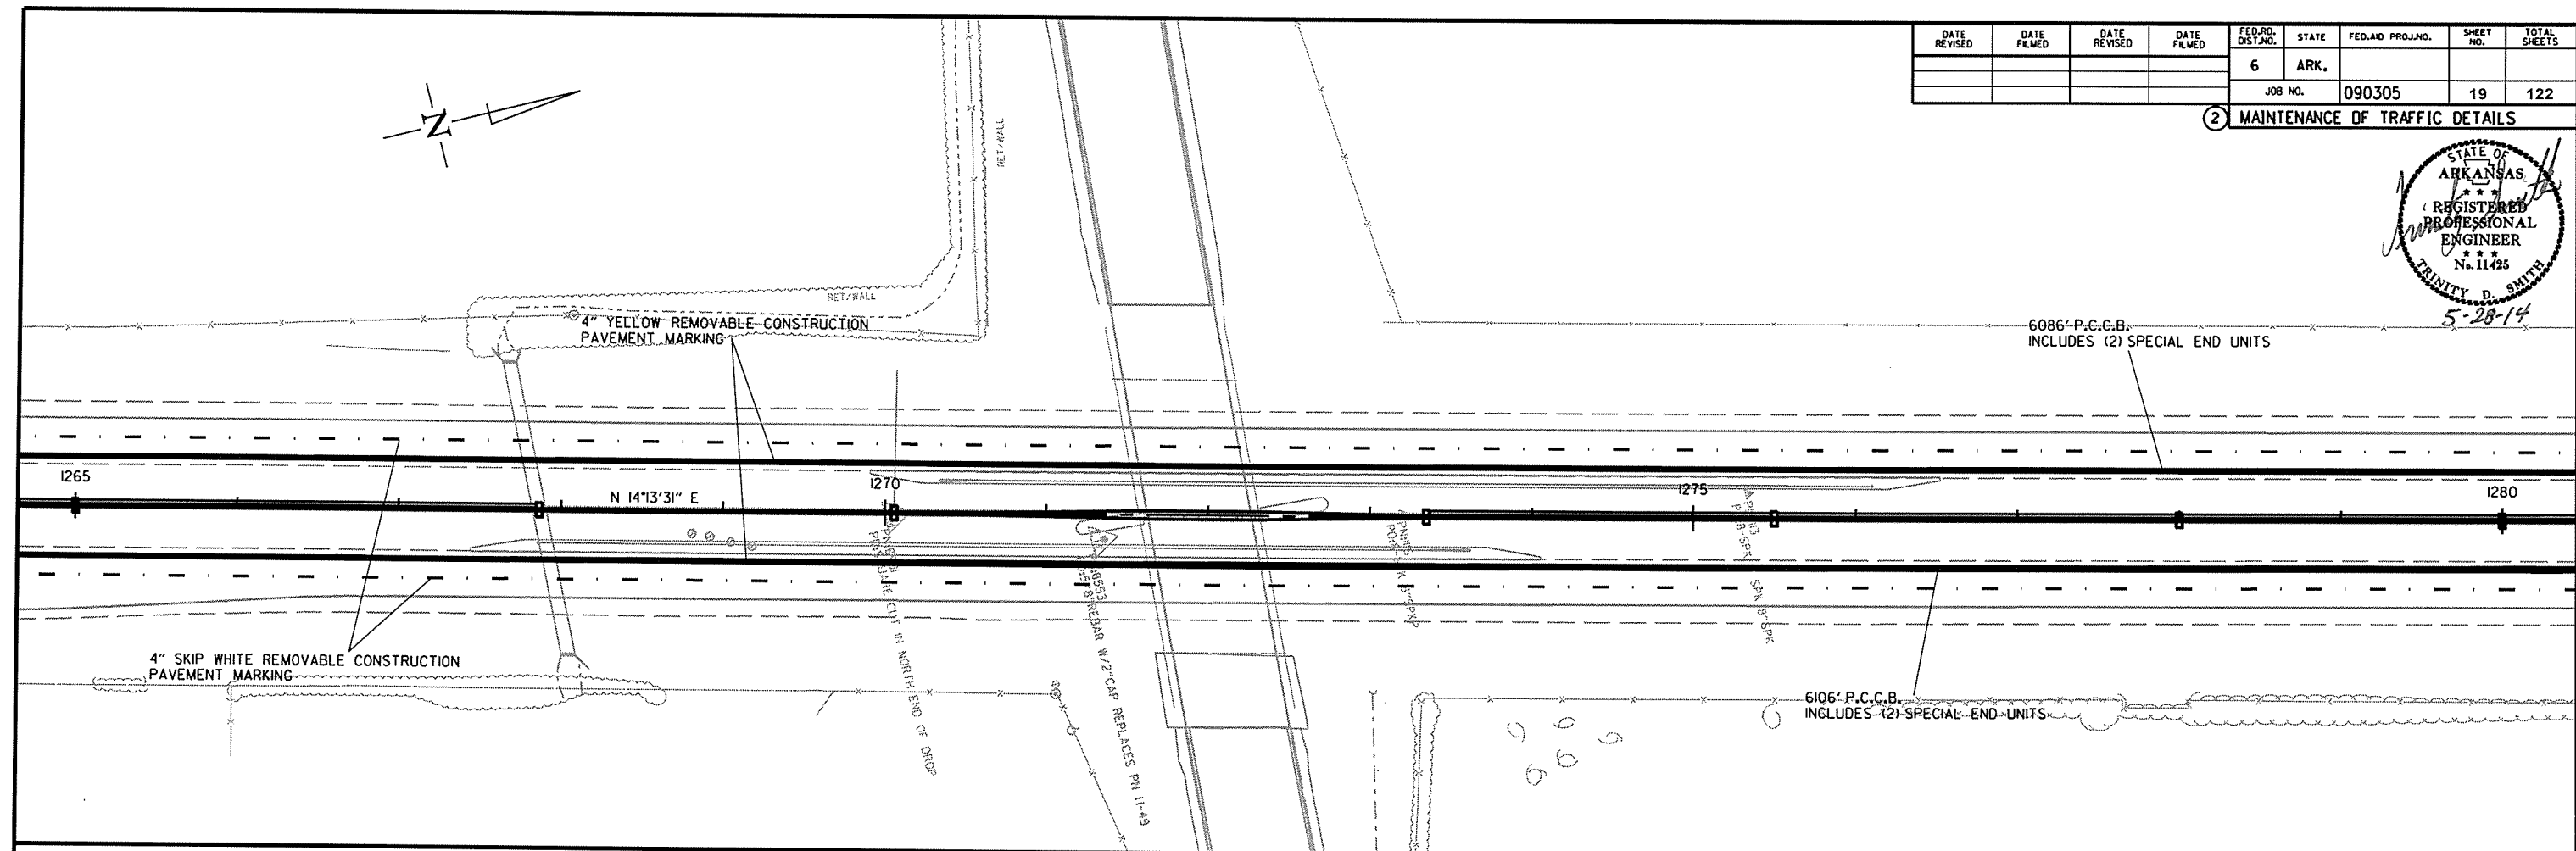 DATE REVISED
DATE FILMED
DATE REVISED
DATE FILMED
FED.RD. DIST.NO.
STATE
FED.AID PROJ.NO.
SHEET NO.
TOTAL SHEETS
6
ARK.
JOB NO.
090305
19
122
2 MAINTENANCE OF TRAFFIC DETAILS
STATE OF
ARKANSAS
★ ★ ★
REGISTERED
PROFESSIONAL
ENGINEER
★ ★ ★
No. 11425
TRINITY D. SMITH
5-28-14
N
RET/WALL
RET/WALL
4" YELLOW REMOVABLE CONSTRUCTION
PAVEMENT MARKING
6086' P.C.C.B.
INCLUDES (2) SPECIAL END UNITS
1265
N 14°13'31" E
1270
1275
1280
CUT IN NORTH END OF DROP
W/2"CAP REPLACES PN 11-49
4" SKIP WHITE REMOVABLE CONSTRUCTION
PAVEMENT MARKING
6106' P.C.C.B.
INCLUDES (2) SPECIAL END UNITS